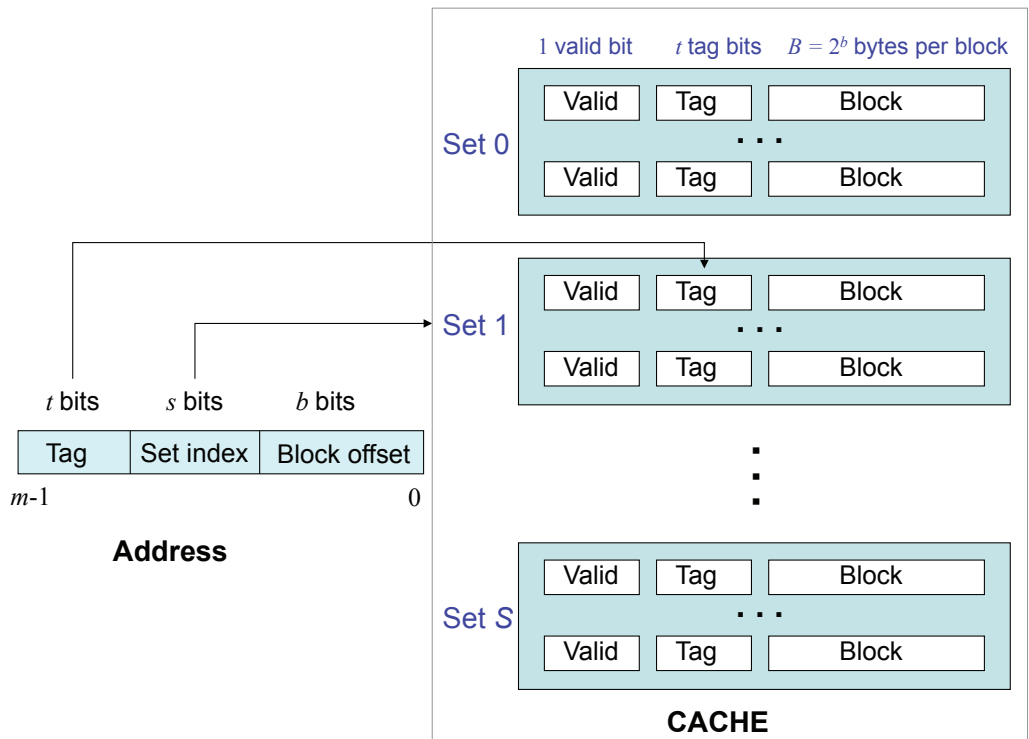 1 valid bit t tag bits B = 2^b bytes per block
Valid Tag Block
. . .
Set 0
Valid Tag Block
Valid Tag Block
. . .
Set 1
Valid Tag Block
t bits s bits b bits
Tag Set index Block offset
m-1 0
Address
Valid Tag Block
. . .
Set S
Valid Tag Block
CACHE